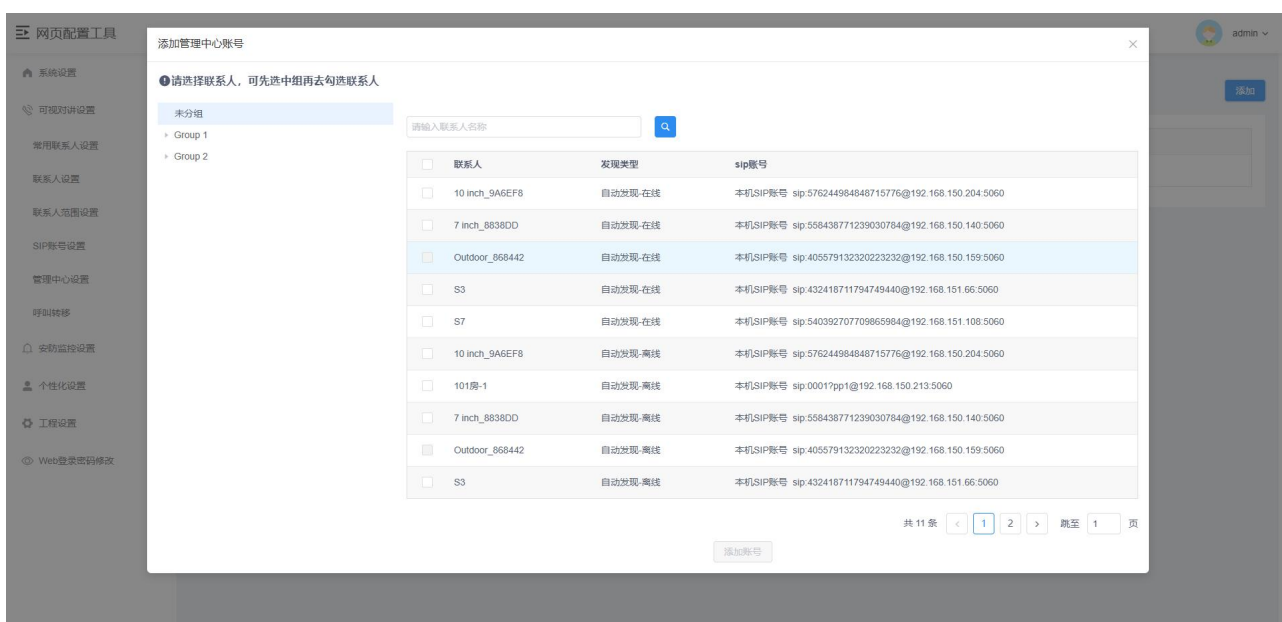 网页配置工具
admin
添加管理中心账号
系统设置
请选择联系人，可先选中组再去勾选联系人
可视对讲设置
添加
未分组
请输入联系人名称
Group 1
常用联系人设置
Group 2
联系人 发现类型 sip账号
联系人设置
10 inch_9A6EF8 自动发现-在线 本机SIP账号 sip:576244984848715776@192.168.150.204:5060
联系人范围设置
7 inch_8838DD 自动发现-在线 本机SIP账号 sip:558438771239030784@192.168.150.140:5060
SIP账号设置
Outdoor_868442 自动发现-在线 本机SIP账号 sip:405579132320223232@192.168.150.159:5060
管理中心设置
S3 自动发现-在线 本机SIP账号 sip:432418711794749440@192.168.151.66:5060
呼叫转移
S7 自动发现-在线 本机SIP账号 sip:540392707709865984@192.168.151.108:5060
安防监控设置
10 inch_9A6EF8 自动发现-离线 本机SIP账号 sip:576244984848715776@192.168.150.204:5060
个性化设置
101房-1 自动发现-离线 本机SIP账号 sip:0001?pp1@192.168.150.213:5060
工程设置
7 inch_8838DD 自动发现-离线 本机SIP账号 sip:558438771239030784@192.168.150.140:5060
Web登录密码修改
Outdoor_868442 自动发现-离线 本机SIP账号 sip:405579132320223232@192.168.150.159:5060
S3 自动发现-离线 本机SIP账号 sip:432418711794749440@192.168.151.66:5060
共 11 条 < 1 2 > 跳至 1 页
添加账号